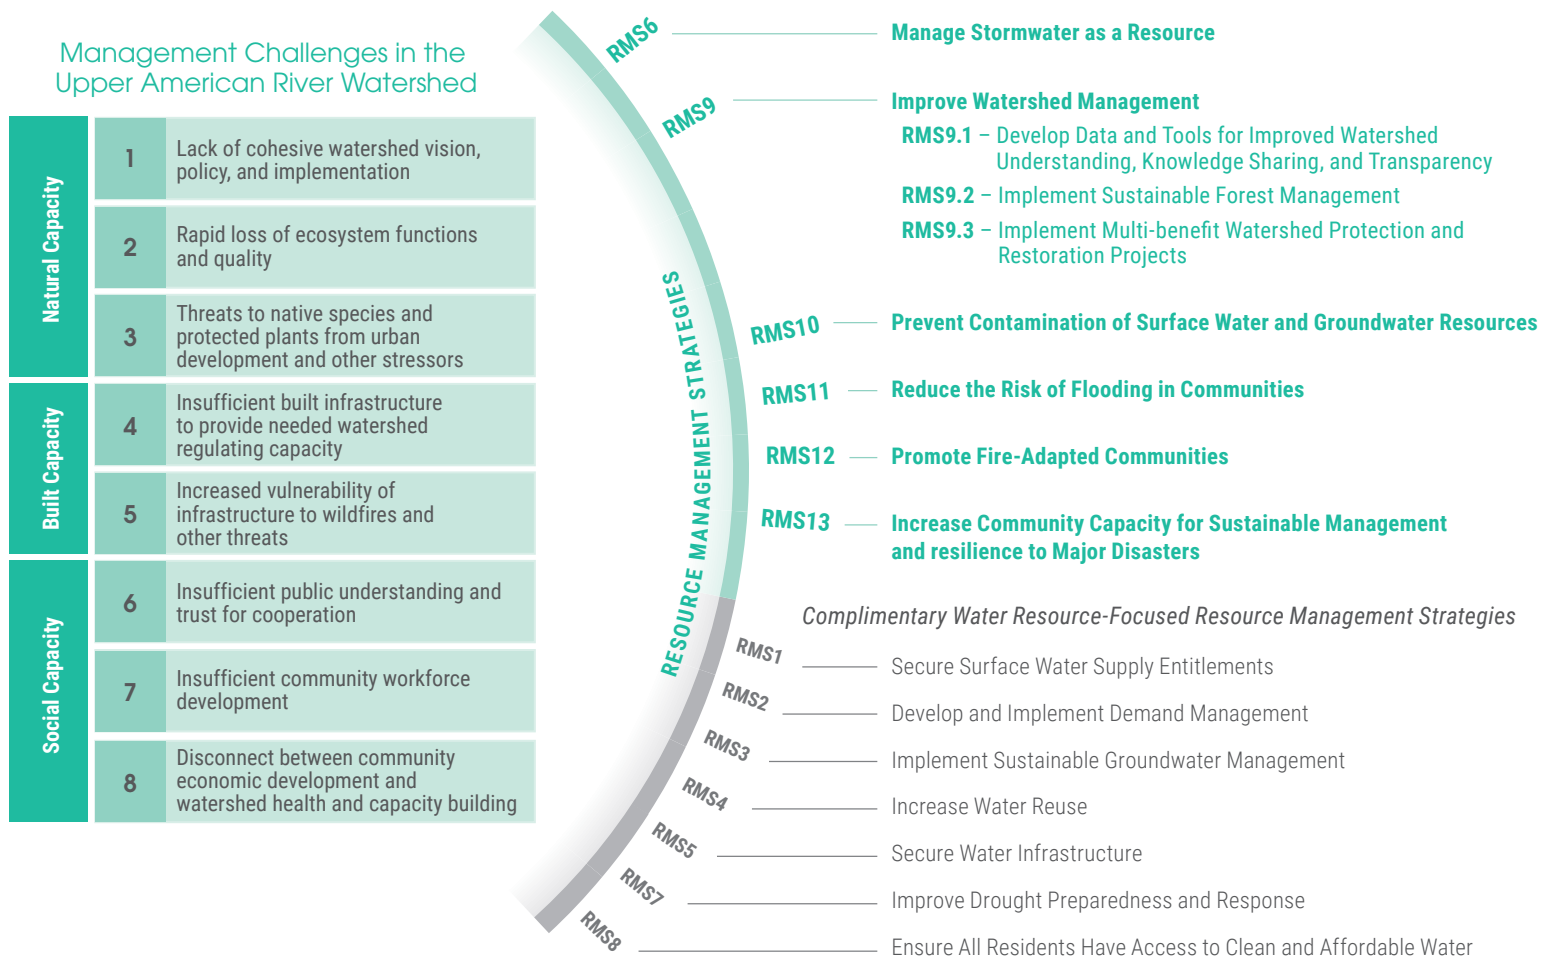 Management Challenges in the
Upper American River Watershed
Natural Capacity
1
Lack of cohesive watershed vision,
policy, and implementation
2
Rapid loss of ecosystem functions
and quality
3
Threats to native species and
protected plants from urban
development and other stressors
Built Capacity
4
Insufficient built infrastructure
to provide needed watershed
regulating capacity
5
Increased vulnerability of
infrastructure to wildfires and
other threats
Social Capacity
6
Insufficient public understanding and
trust for cooperation
7
Insufficient community workforce
development
8
Disconnect between community
economic development and
watershed health and capacity building
RESOURCE MANAGEMENT STRATEGIES
RMS6
Manage Stormwater as a Resource
RMS9
Improve Watershed Management
RMS9.1 – Develop Data and Tools for Improved Watershed
Understanding, Knowledge Sharing, and Transparency
RMS9.2 – Implement Sustainable Forest Management
RMS9.3 – Implement Multi-benefit Watershed Protection and
Restoration Projects
RMS10
Prevent Contamination of Surface Water and Groundwater Resources
RMS11
Reduce the Risk of Flooding in Communities
RMS12
Promote Fire-Adapted Communities
RMS13
Increase Community Capacity for Sustainable Management
and resilience to Major Disasters
Complimentary Water Resource-Focused Resource Management Strategies
RMS1
Secure Surface Water Supply Entitlements
RMS2
Develop and Implement Demand Management
RMS3
Implement Sustainable Groundwater Management
RMS4
Increase Water Reuse
RMS5
Secure Water Infrastructure
RMS7
Improve Drought Preparedness and Response
RMS8
Ensure All Residents Have Access to Clean and Affordable Water